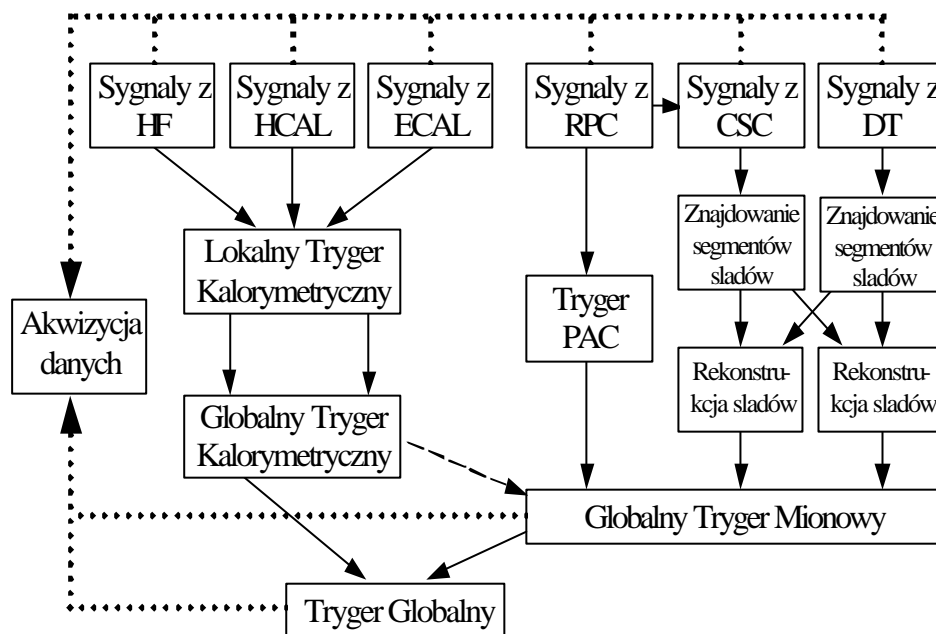 Sygnaly z
HF
Sygnaly z
HCAL
Sygnaly z
ECAL
Sygnaly z
RPC
Sygnaly z
CSC
Sygnaly z
DT
Znajdowanie
segmentów
sladów
Znajdowanie
segmentów
sladów
Lokalny Tryger
Kalorymetryczny
Tryger
PAC
Akwizycja
danych
Rekonstru-
kcja sladów
Rekonstru-
kcja sladów
Globalny Tryger
Kalorymetryczny
Globalny Tryger Mionowy
Tryger Globalny